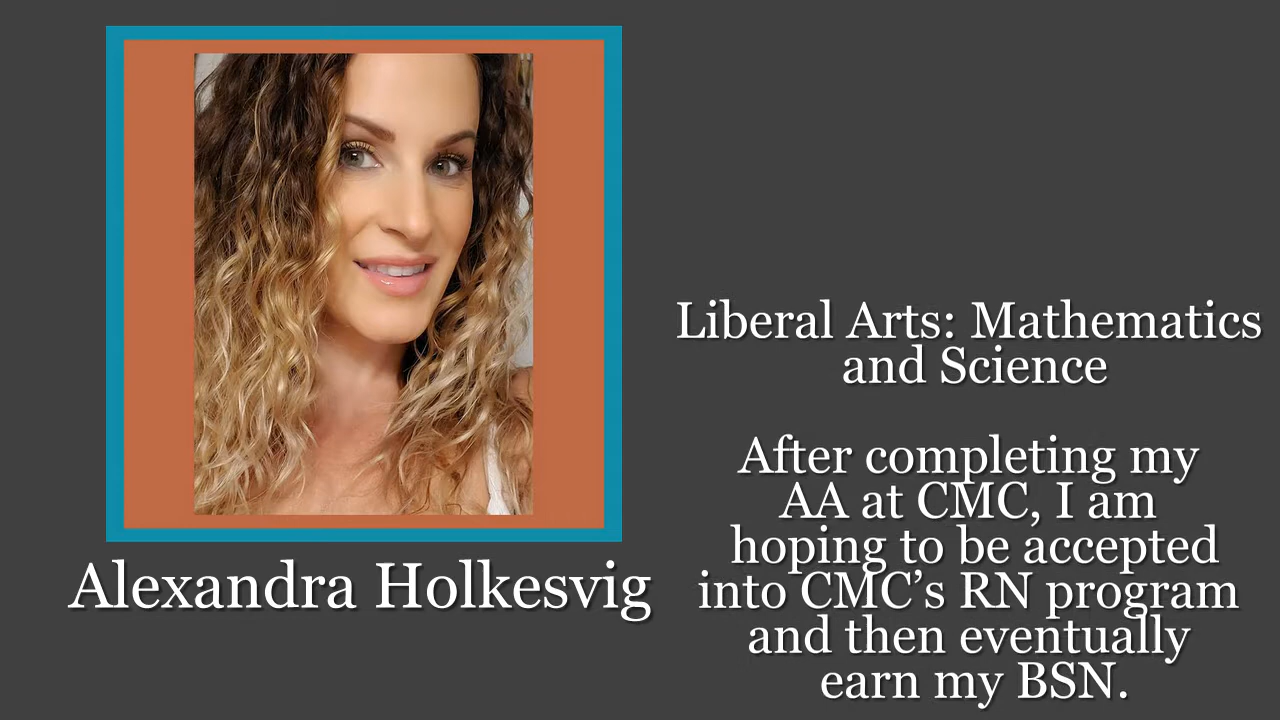 Alexandra Holkesvig
Liberal Arts: Mathematics
and Science
After completing my
AA at CMC, I am
hoping to be accepted
into CMC’s RN program
and then eventually
earn my BSN.